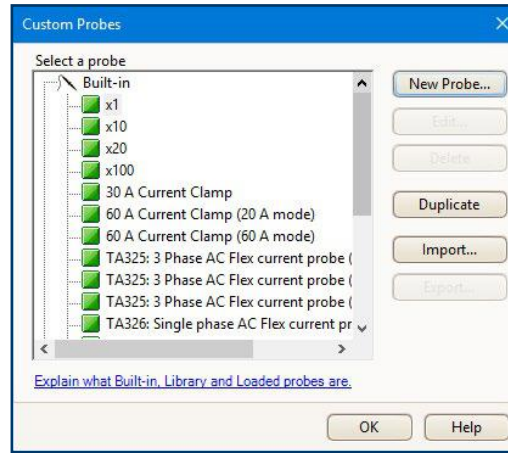 Custom Probes
Select a probe
Built-in
x1
x10
x20
x100
30 A Current Clamp
60 A Current Clamp (20 A mode)
60 A Current Clamp (60 A mode)
TA325: 3 Phase AC Flex current probe (
TA325: 3 Phase AC Flex current probe (
TA325: 3 Phase AC Flex current probe (
TA326: Single phase AC Flex current pr
New Probe...
Edit...
Delete
Duplicate
Import...
Export...
Explain what Built-in, Library and Loaded probes are.
OK
Help